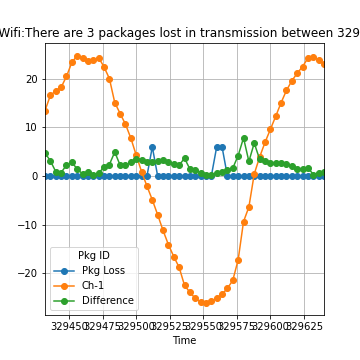 Wifi:There are 3 packages lost in transmission between 329
20
10
0
−10
−20
Pkg ID
Pkg Loss
Ch-1
Difference
329450 329475 329500 329525 329550 329575 329600 329625
Time